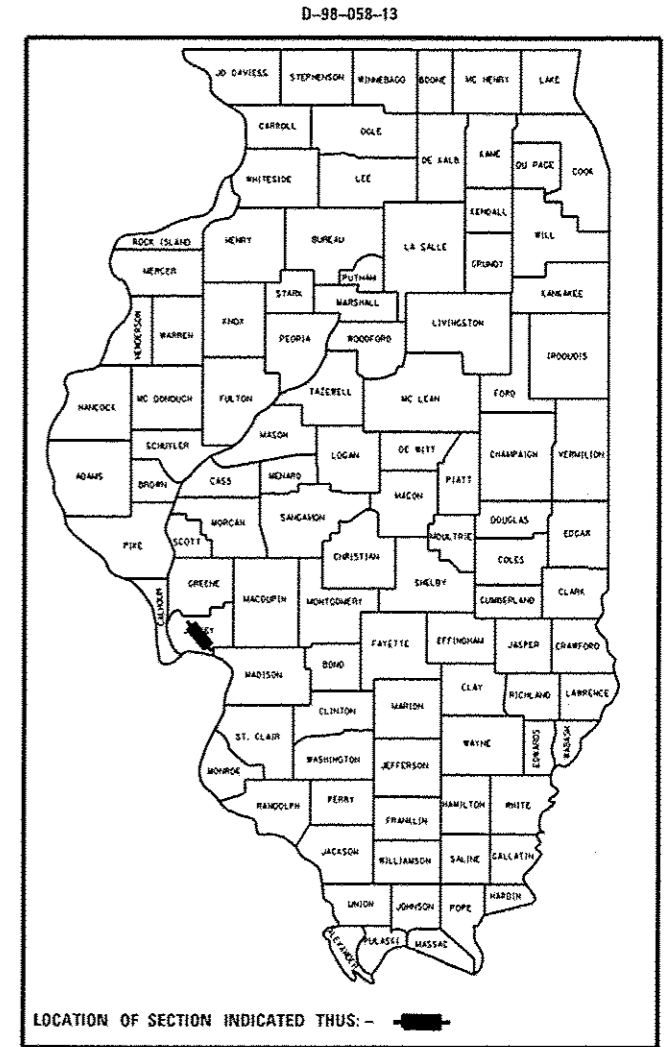 D-98-058-13
JO DAVIESS STEPHENSON WINNEBAGO BOONE MC HENRY LAKE
CARROLL OGLE DE KALB KANE DU PAGE COOK
WHITESIDE LEE KENDALL WILL
ROCK ISLAND HENRY BUREAU LA SALLE GRUNDY
MERCER PUTNAM KANKAKEE
HENDERSON WARREN KNOX STARK MARSHALL LIVINGSTON
PEORIA WOODFORD IROQUOIS
HANCOCK MC DONOUGH FULTON TAZEWELL MC LEAN FORD
SCHUYLER MASON LOGAN DE WITT CHAMPAIGN VERMILION
ADAMS BROWN CASS MENARD MACON PIATT
PIKE SCOTT MORGAN SANGAMON CHRISTIAN MOULTRIE DOUGLAS EDGAR
COLES
CALHOUN GREENE MACOUPIN MONTGOMERY SHELBY CUMBERLAND CLARK
FAYETTE EFFINGHAM JASPER CRAWFORD
MADISON BOND CLAY RICHLAND LAWRENCE
CLINTON MARION WAYNE EDWARDS WABASH
ST. CLAIR WASHINGTON JEFFERSON
MONROE RANDOLPH PERRY FRANKLIN HAMILTON WHITE
JACKSON WILLIAMSON SALINE GALLATIN
UNION JOHNSON POPE HARDIN
ALEXANDER PULASKI MASSAC
LOCATION OF SECTION INDICATED THUS: -